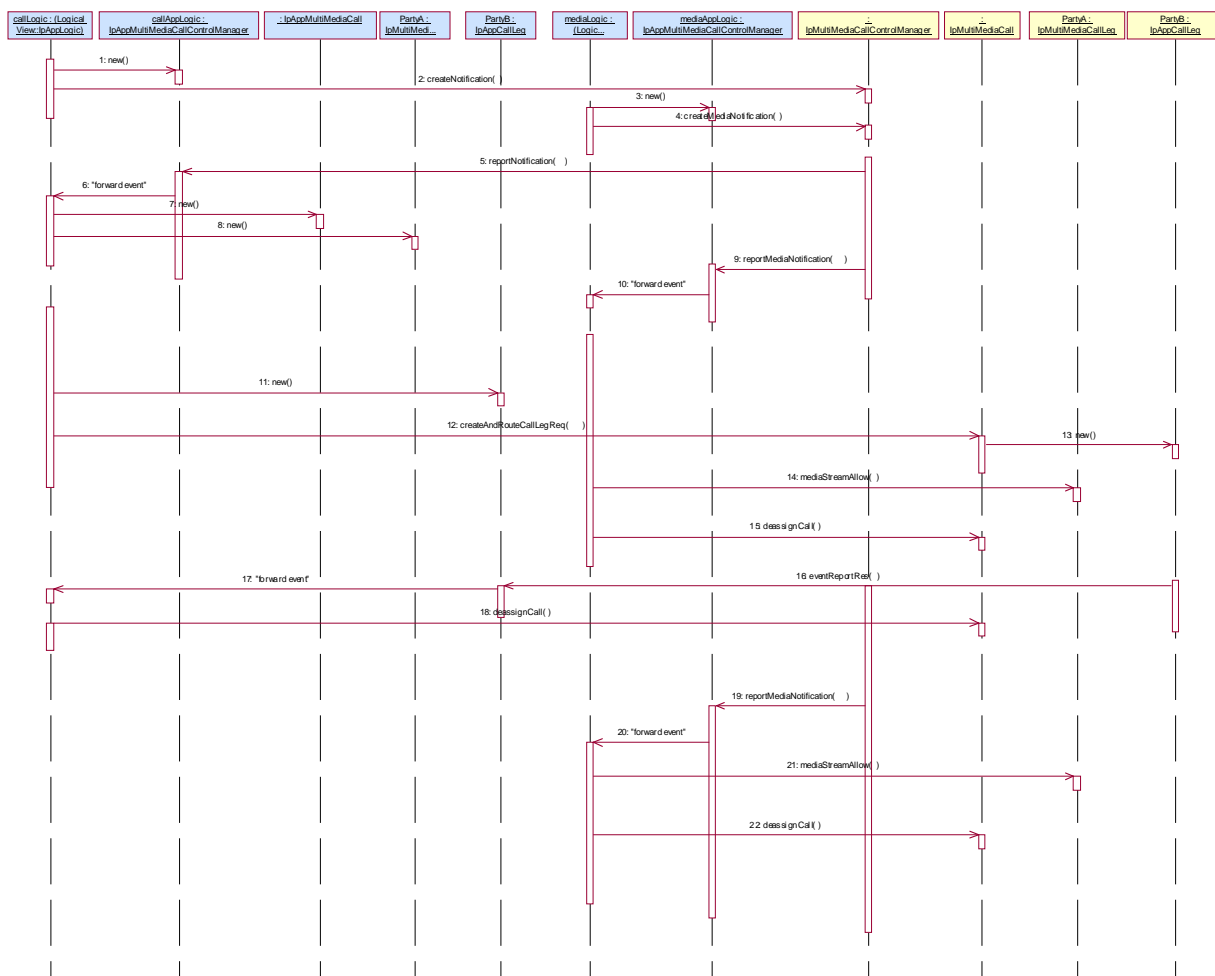 callLogic : (Logical
View::IpAppLogic)
callAppLogic :
IpAppMultiMediaCallControlManager
: IpAppMultiMediaCall
PartyA :
IpMultiMedi...
PartyB :
IpAppCallLeg
mediaLogic :
(Logic...
mediaAppLogic :
IpAppMultiMediaCallControlManager
:
IpMultiMediaCallControlManager
:
IpMultiMediaCall
PartyA :
IpMultiMediaCallLeg
PartyB :
IpAppCallLeg
1: new()
2: createNotification( )
3: new()
4: createMediaNotification( )
5: reportNotification( )
6: "forward event"
7: new()
8: new()
9: reportMediaNotification( )
10: "forward event"
11: new()
12: createAndRouteCallLegReq( )
13: new()
14: mediaStreamAllow( )
15: deassignCall( )
16: eventReportRes( )
17: "forward event"
18: deassignCall( )
19: reportMediaNotification( )
20: "forward event"
21: mediaStreamAllow( )
22: deassignCall( )